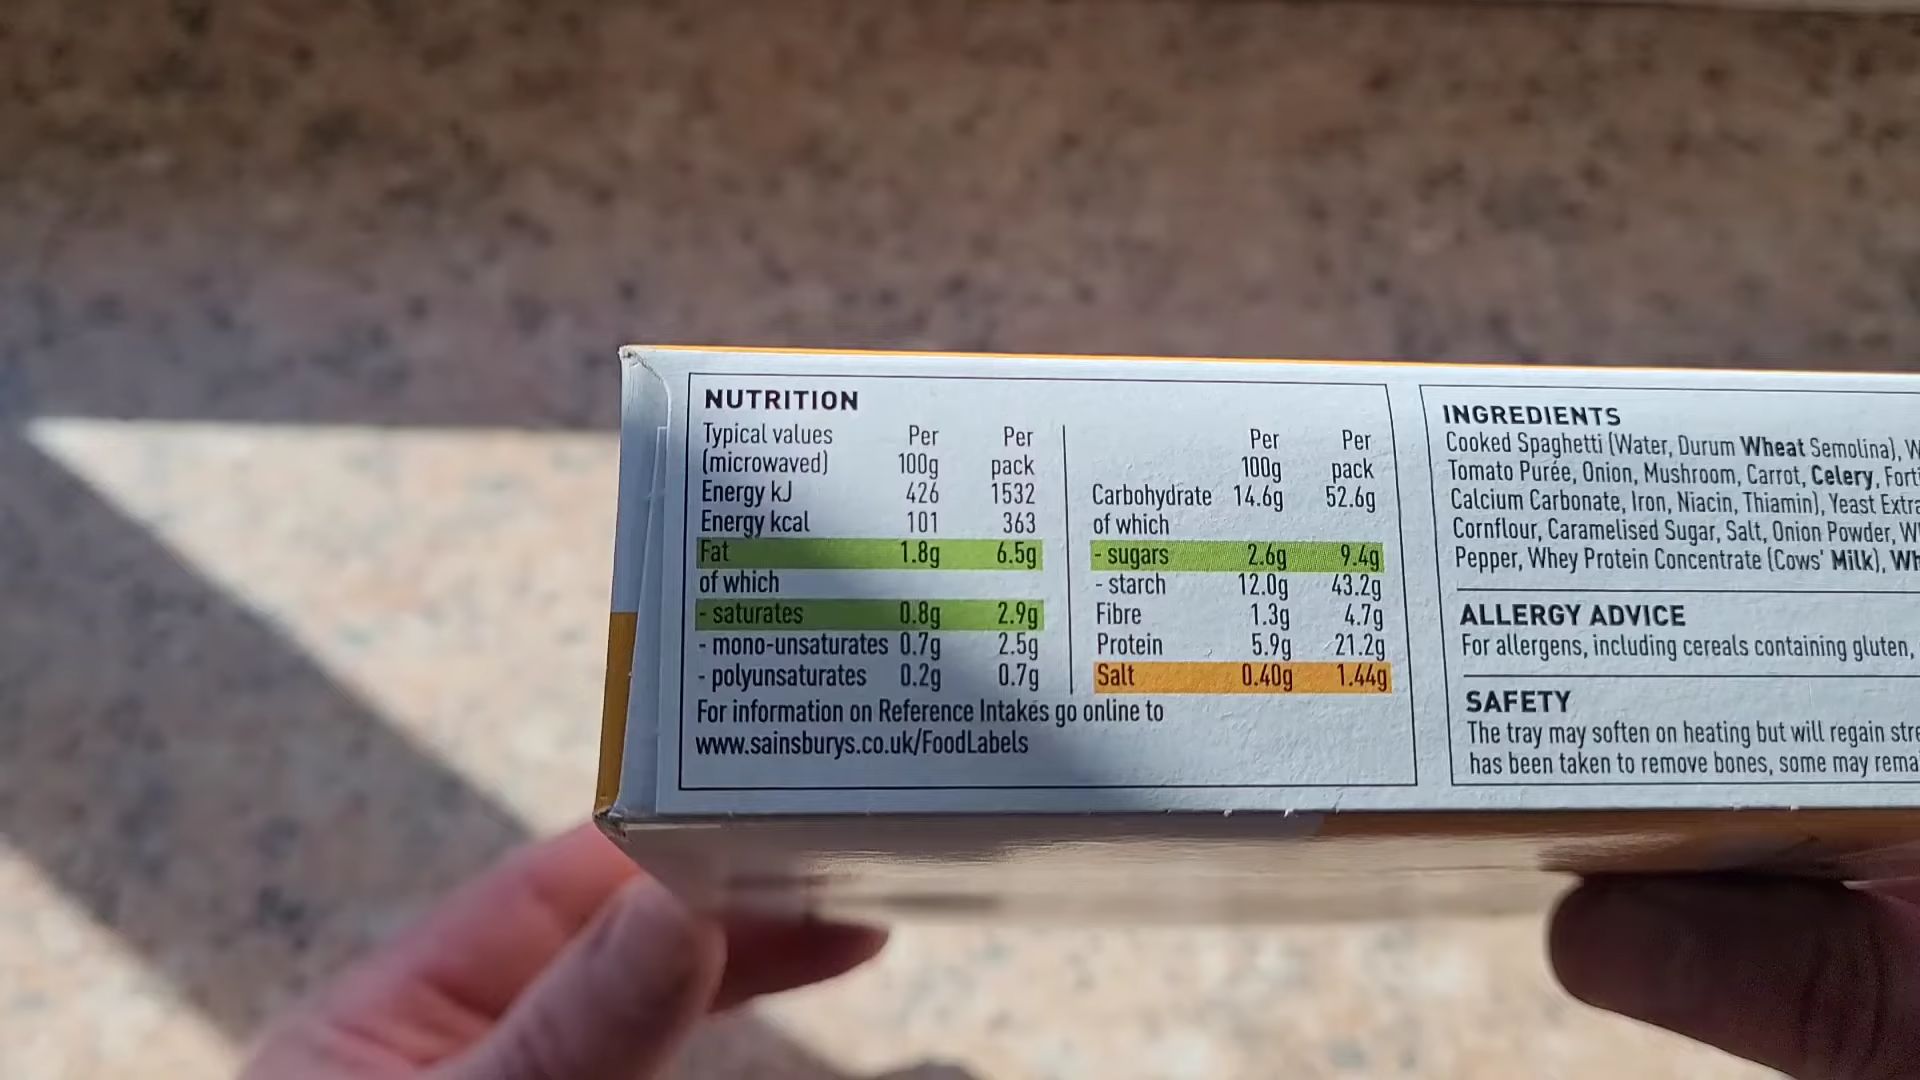 NUTRITION
Typical values Per Per
(microwaved) 100g pack
Energy kJ 426 1532
Energy kcal 101 363
Fat 1.8g 6.5g
of which
- saturates 0.8g 2.9g
- mono-unsaturates 0.7g 2.5g
- polyunsaturates 0.2g 0.7g
Per Per
100g pack
Carbohydrate 14.6g 52.6g
of which
- sugars 2.6g 9.4g
- starch 12.0g 43.2g
Fibre 1.3g 4.7g
Protein 5.9g 21.2g
Salt 0.40g 1.44g
For information on Reference Intakes go online to
www.sainsburys.co.uk/FoodLabels
INGREDIENTS
Cooked Spaghetti (Water, Durum Wheat Semolina),
Tomato Purée, Onion, Mushroom, Carrot, Celery,
Calcium Carbonate, Iron, Niacin, Thiamin), Yeast
Cornflour, Caramelised Sugar, Salt, Onion Powder,
Pepper, Whey Protein Concentrate (Cows' Milk),
ALLERGY ADVICE
For allergens, including cereals containing gluten,
SAFETY
The tray may soften on heating but will regain
has been taken to remove bones, some may